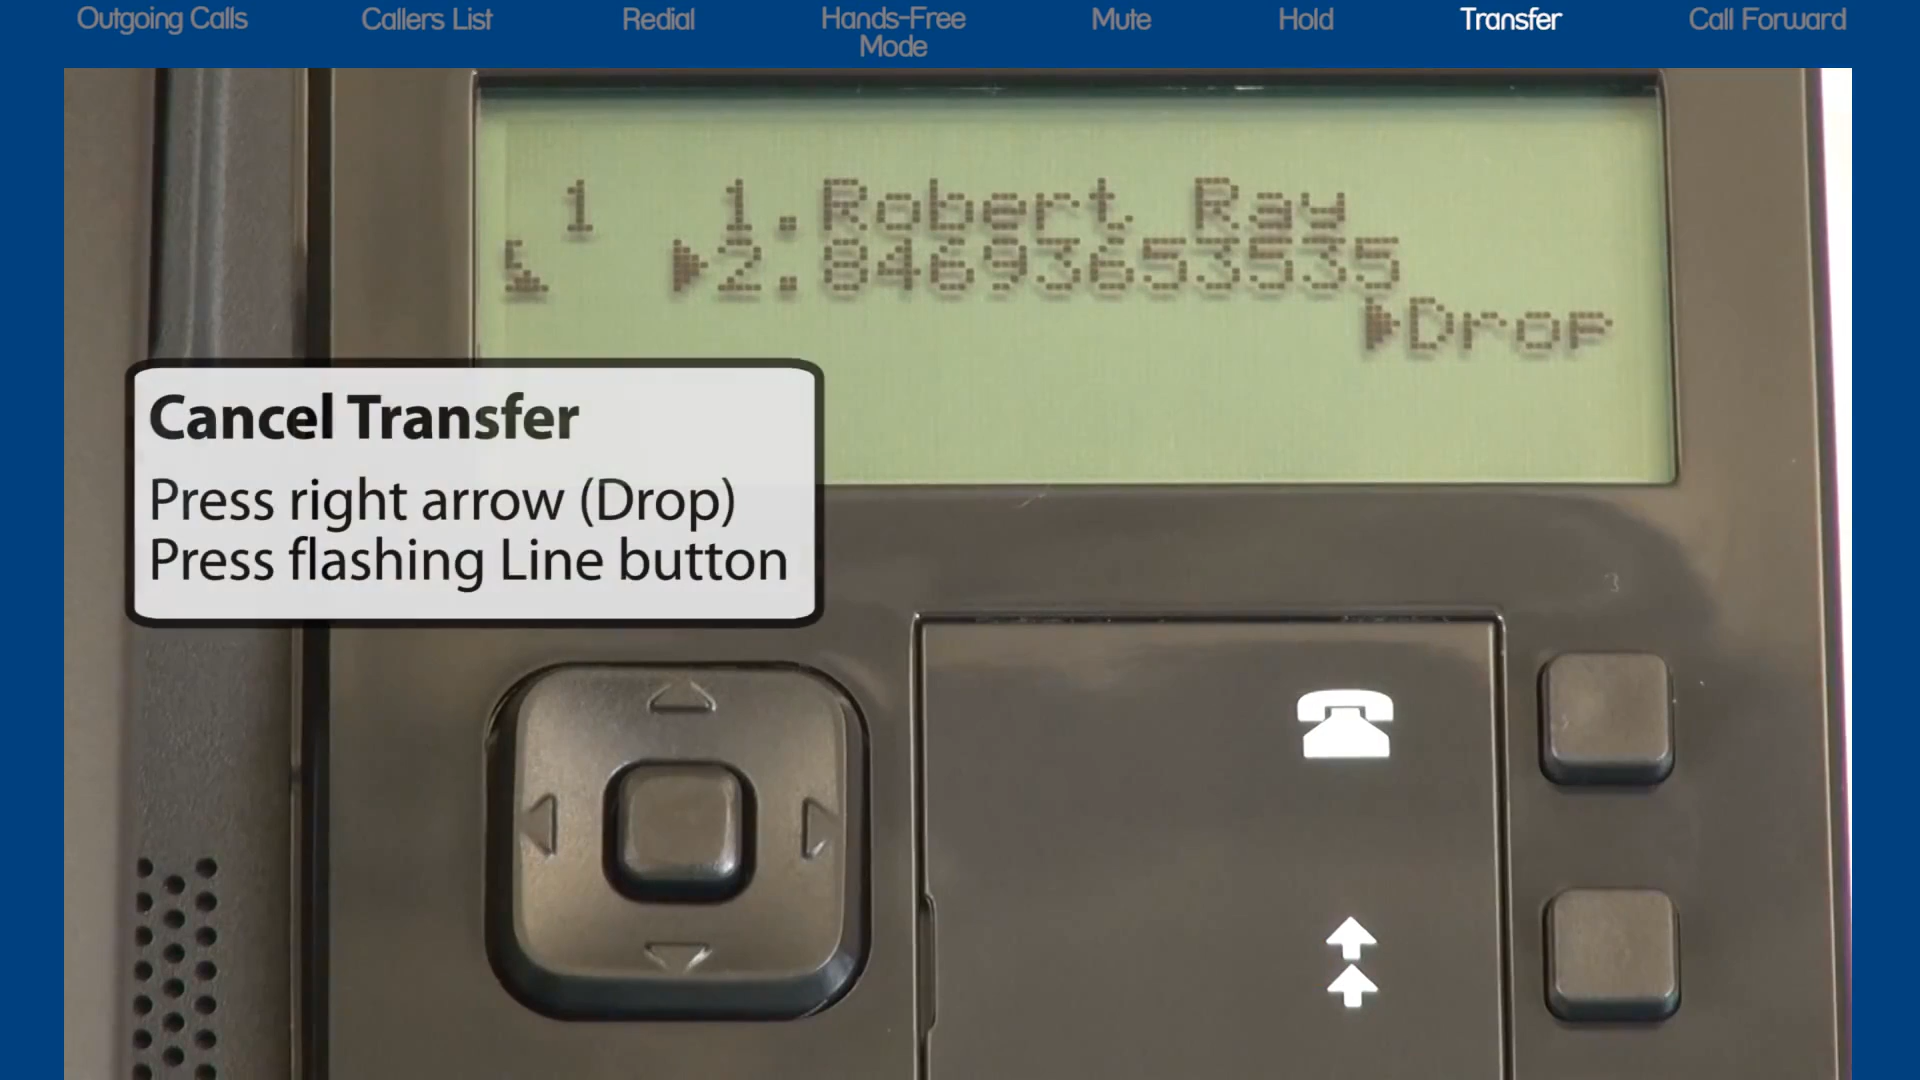 Outgoing Calls
Callers List
Redial
Hands-Free
Mode
Mute
Hold
Transfer
Call Forward
1 1.Robert Ray
▶2.84693653535
▶Drop
Cancel Transfer
Press right arrow (Drop)
Press flashing Line button